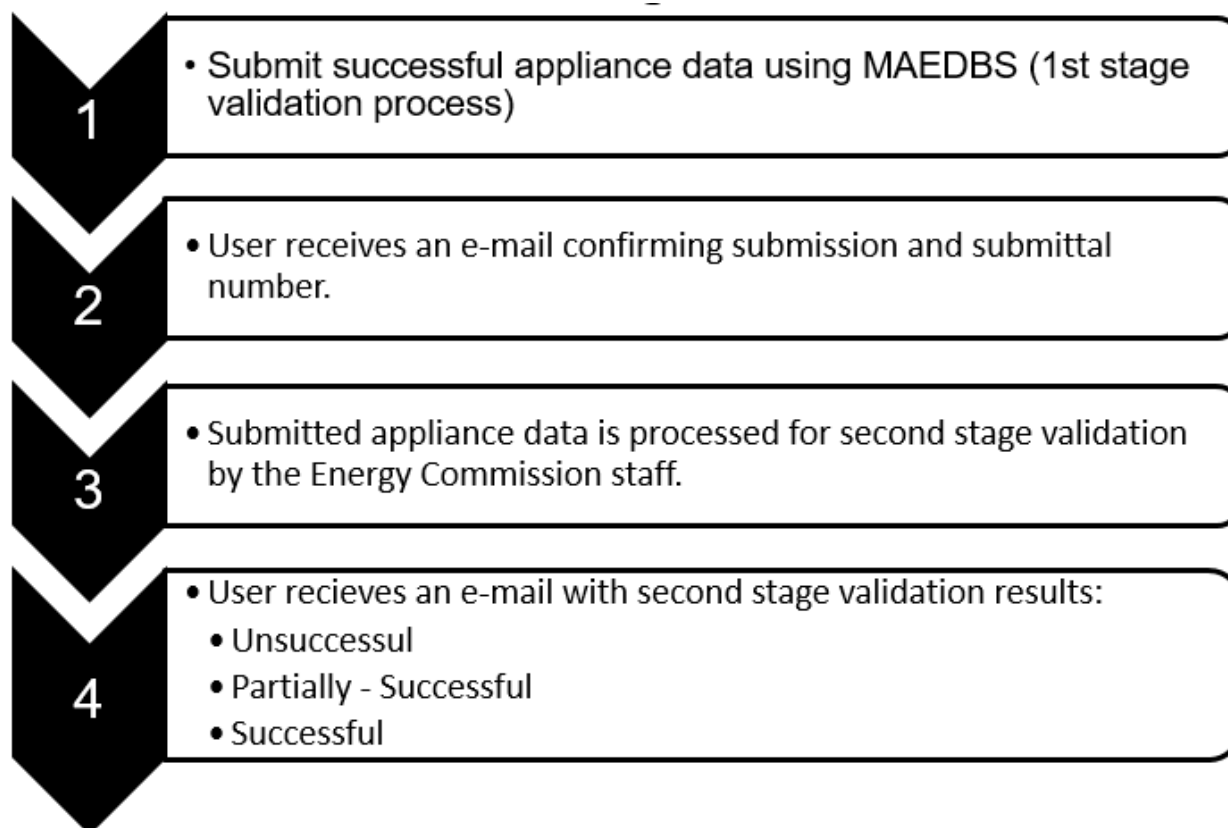 1
• Submit successful appliance data using MAEDBS (1st stage
validation process)
2
• User receives an e-mail confirming submission and submittal
number.
3
• Submitted appliance data is processed for second stage validation
by the Energy Commission staff.
4
• User recieves an e-mail with second stage validation results:
• Unsuccessul
• Partially - Successful
• Successful